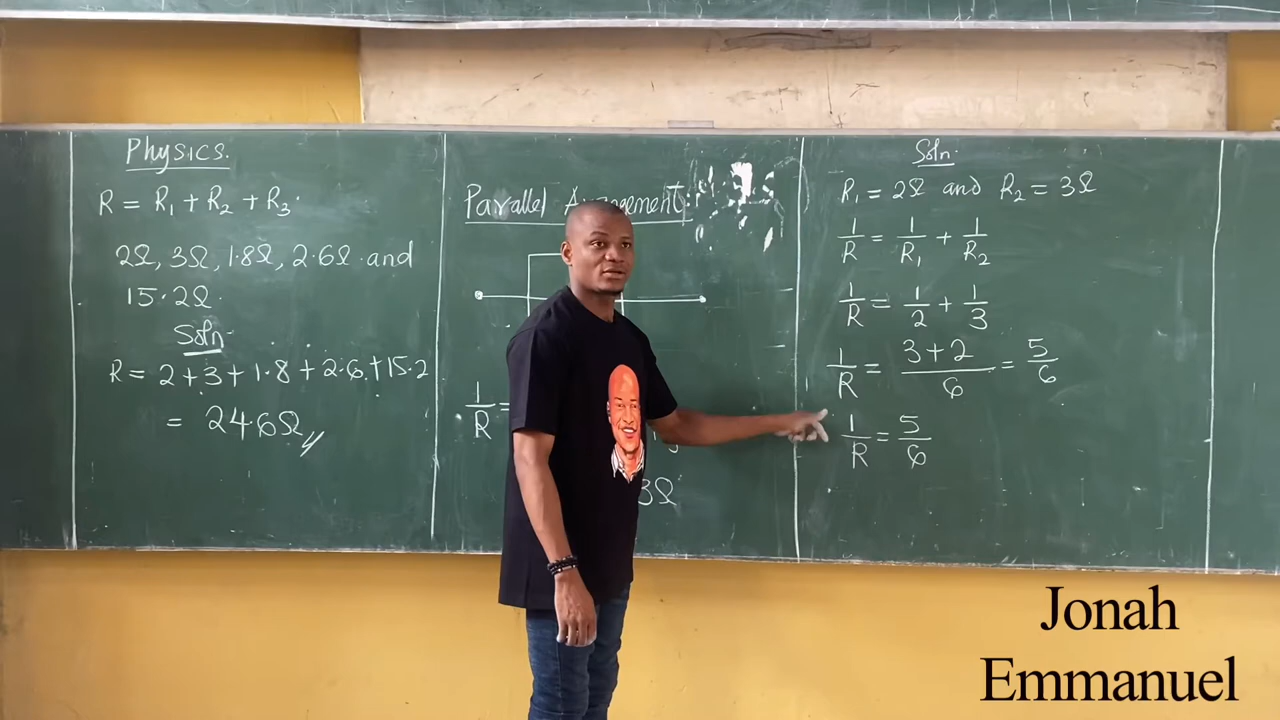 Physics.
R = R₁ + R₂ + R₃.
2Ω, 3Ω, 1.8Ω, 2.6Ω and
15.2Ω.
Soln.
R = 2 + 3 + 1.8 + 2.6 + 15.2
= 24.6Ω
Parallel Arrangement:
1/R =
3Ω
Soln.
R₁ = 2Ω and R₂ = 3Ω
1/R = 1/R₁ + 1/R₂
1/R = 1/2 + 1/3
1/R = (3+2)/6 = 5/6
1/R = 5/6
Jonah
Emmanuel